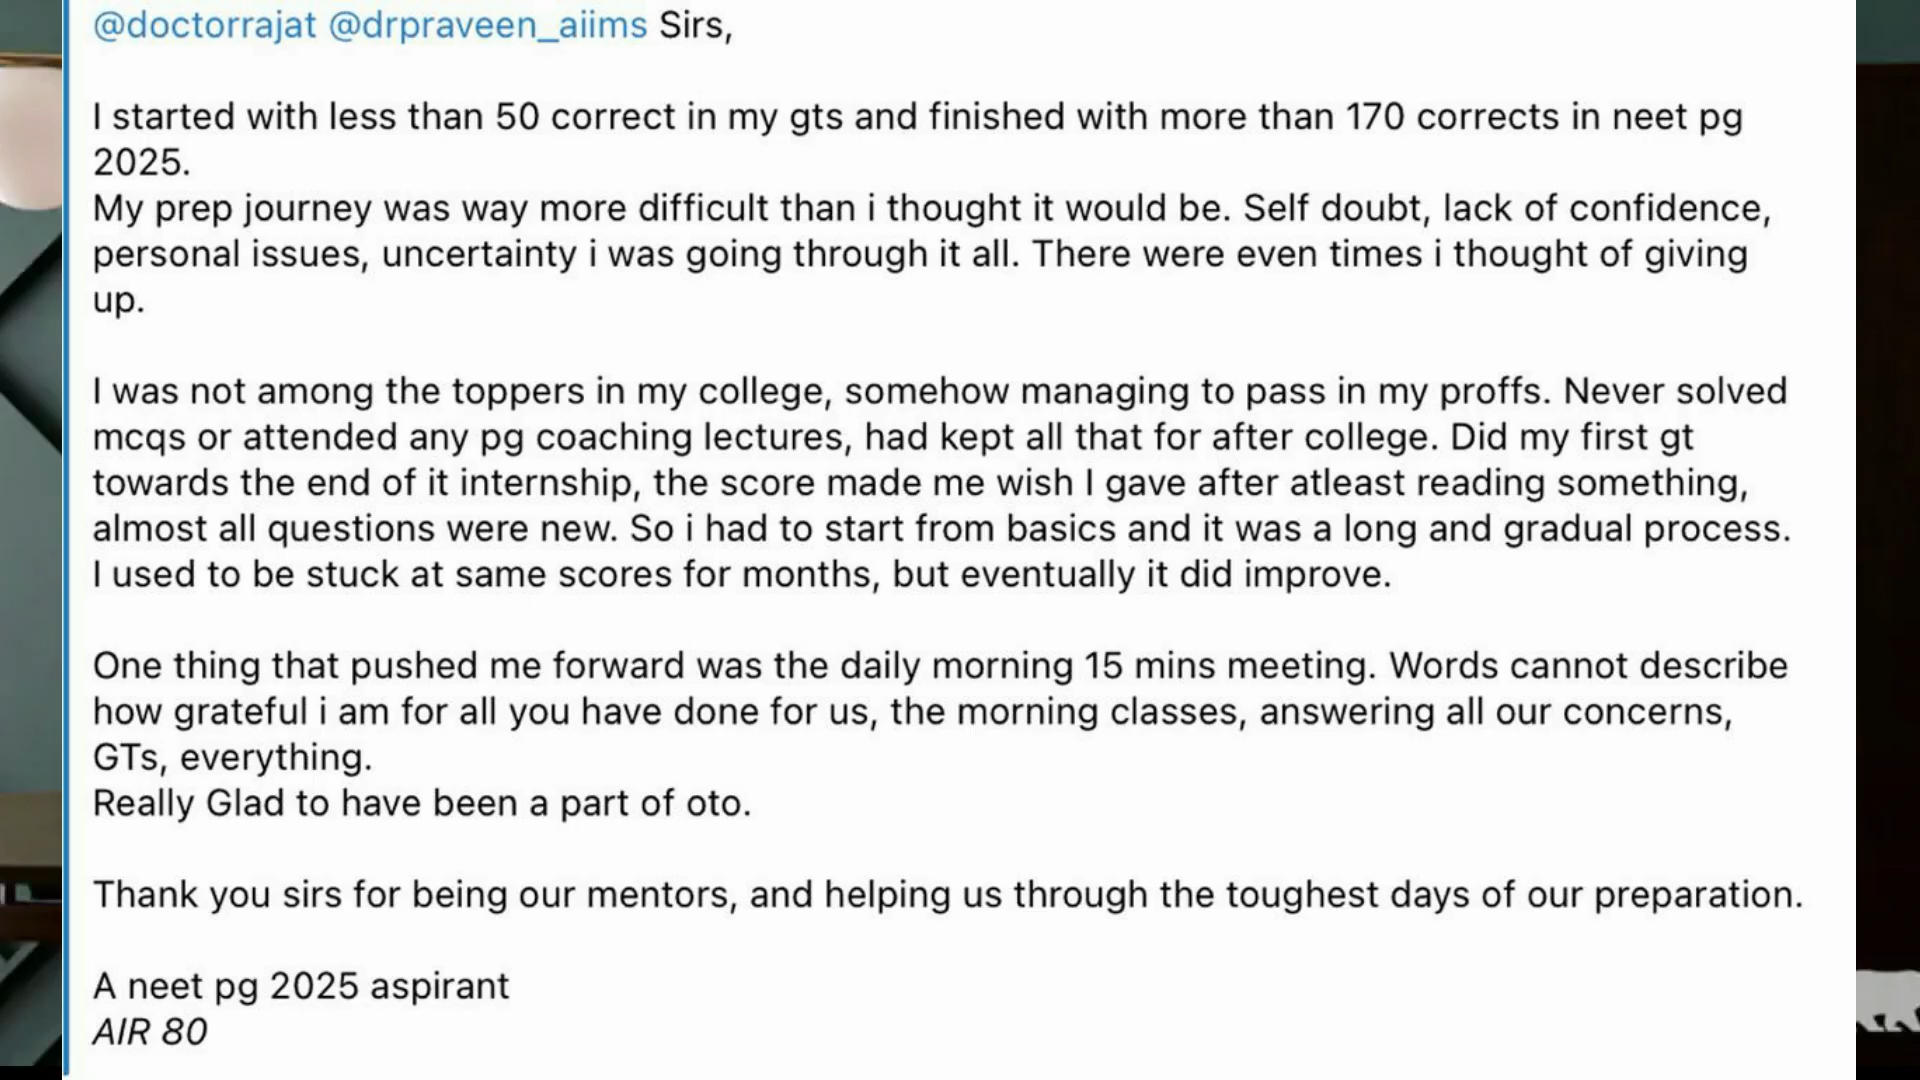 @doctorrajat @drpraveen_aiims Sirs,
I started with less than 50 correct in my gts and finished with more than 170 corrects in neet pg
2025.
My prep journey was way more difficult than i thought it would be. Self doubt, lack of confidence,
personal issues, uncertainty i was going through it all. There were even times i thought of giving
up.
I was not among the toppers in my college, somehow managing to pass in my proffs. Never solved
mcqs or attended any pg coaching lectures, had kept all that for after college. Did my first gt
towards the end of it internship, the score made me wish I gave after atleast reading something,
almost all questions were new. So i had to start from basics and it was a long and gradual process.
I used to be stuck at same scores for months, but eventually it did improve.
One thing that pushed me forward was the daily morning 15 mins meeting. Words cannot describe
how grateful i am for all you have done for us, the morning classes, answering all our concerns,
GTs, everything.
Really Glad to have been a part of oto.
Thank you sirs for being our mentors, and helping us through the toughest days of our preparation.
A neet pg 2025 aspirant
AIR 80